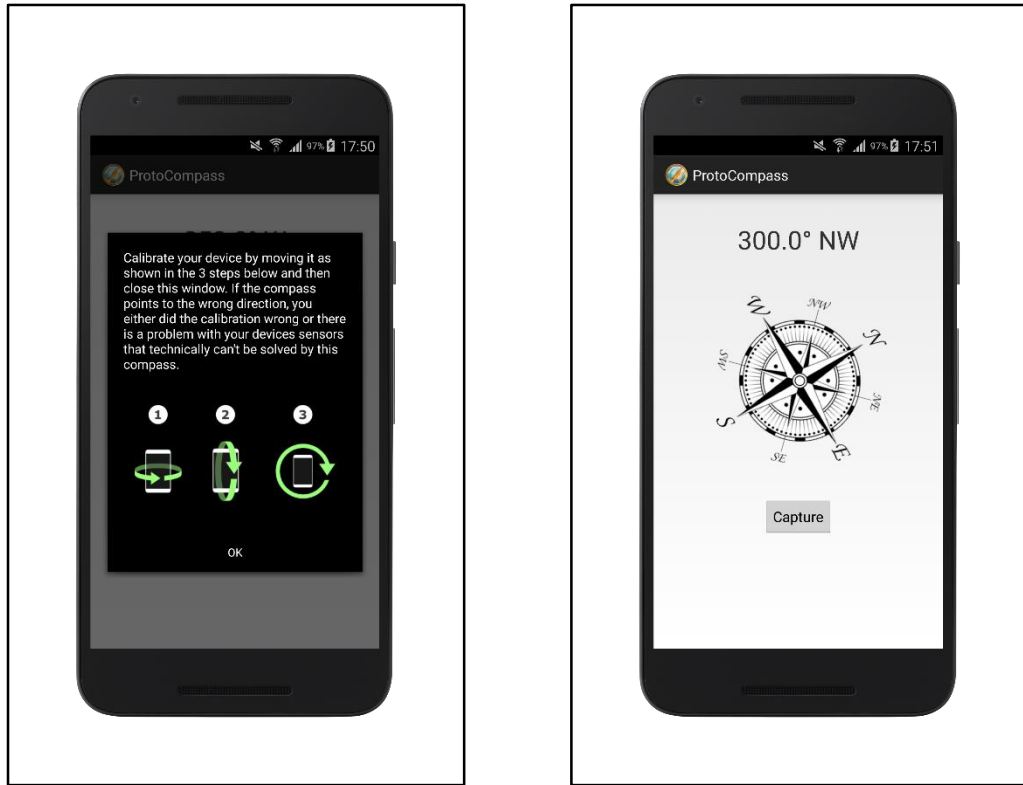 97% 17:50
ProtoCompass
Calibrate your device by moving it as
shown in the 3 steps below and then
close this window. If the compass
points to the wrong direction, you
either did the calibration wrong or there
is a problem with your devices sensors
that technically can't be solved by this
compass.
1 2 3
OK
97% 17:51
ProtoCompass
300.0° NW
W NW N
SW NE
S SE E
Capture